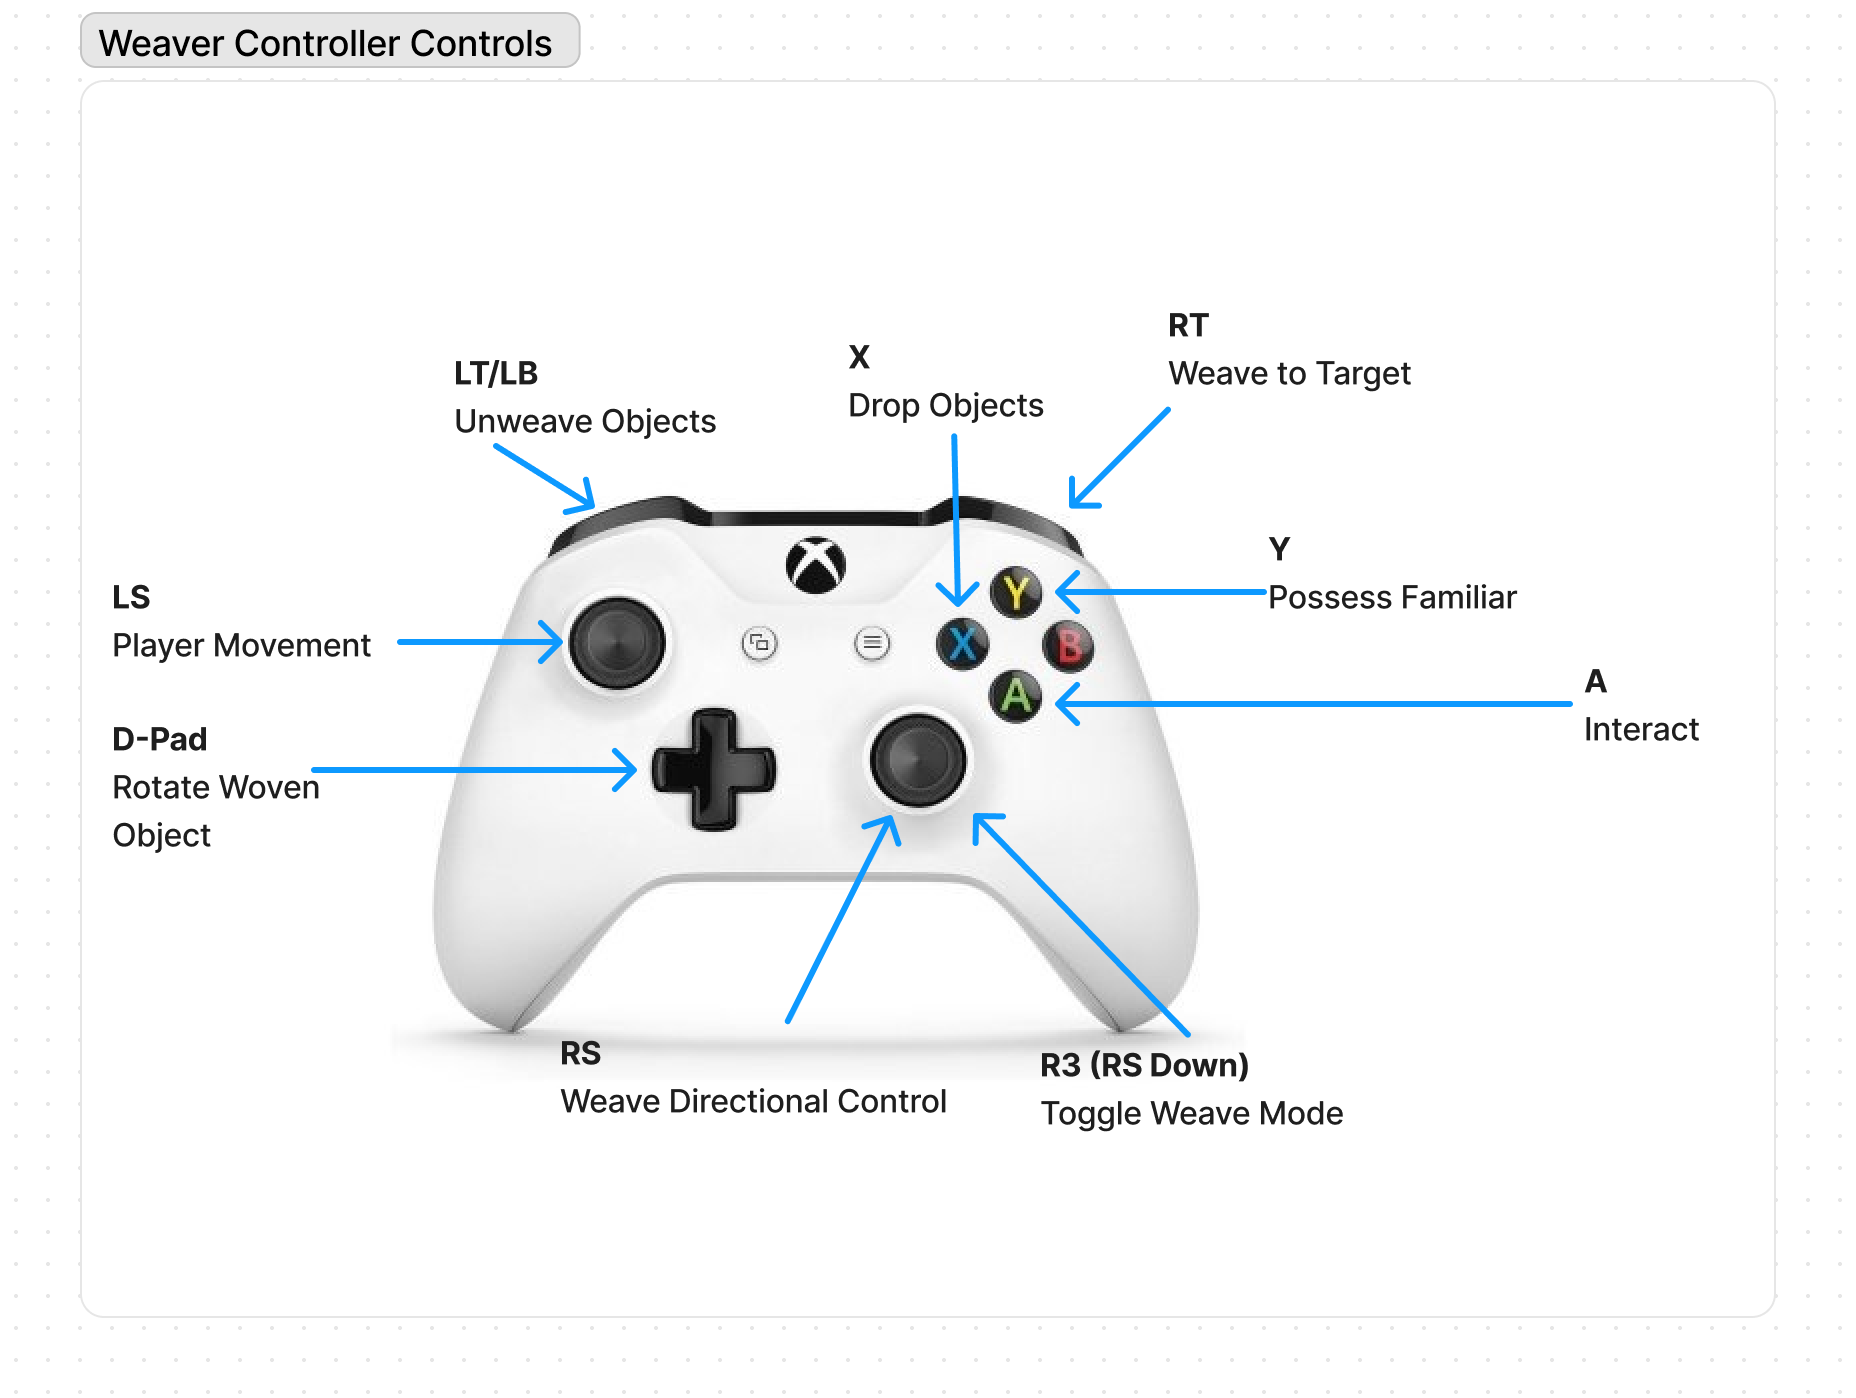 Weaver Controller Controls
RT
Weave to Target
X
Drop Objects
LT/LB
Unweave Objects
Y
Possess Familiar
LS
Player Movement
Y
X
B
A
A
Interact
D-Pad
Rotate Woven
Object
RS
Weave Directional Control
R3 (RS Down)
Toggle Weave Mode